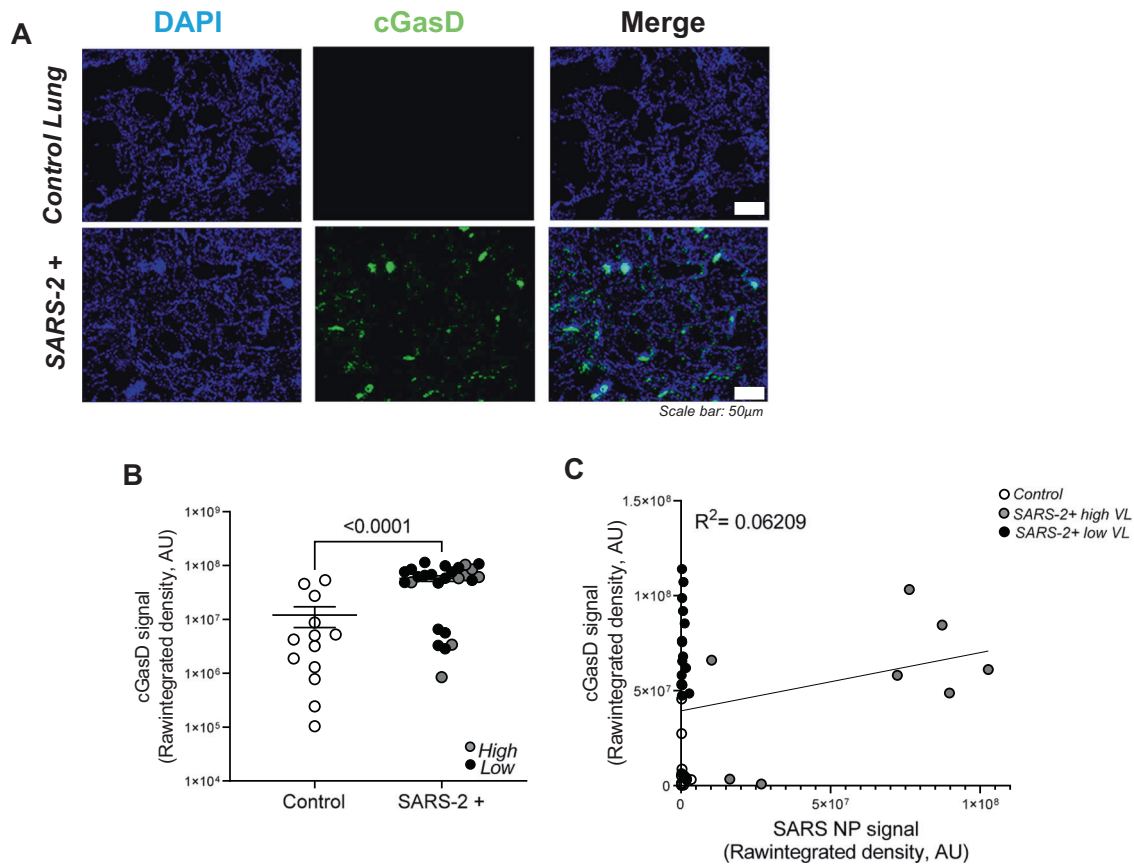 A
DAPI
cGasD
Merge
Control Lung
SARS-2 +
Scale bar: 50μm
B
cGasD signal
(Rawintegrated density, AU)
1×10⁹
1×10⁸
1×10⁷
1×10⁶
1×10⁵
1×10⁴
<0.0001
High
Low
Control
SARS-2 +
C
cGasD signal
(Rawintegrated density, AU)
1.5×10⁸
1×10⁸
5×10⁷
0
R²= 0.06209
Control
SARS-2+ high VL
SARS-2+ low VL
0
5×10⁷
1×10⁸
SARS NP signal
(Rawintegrated density, AU)